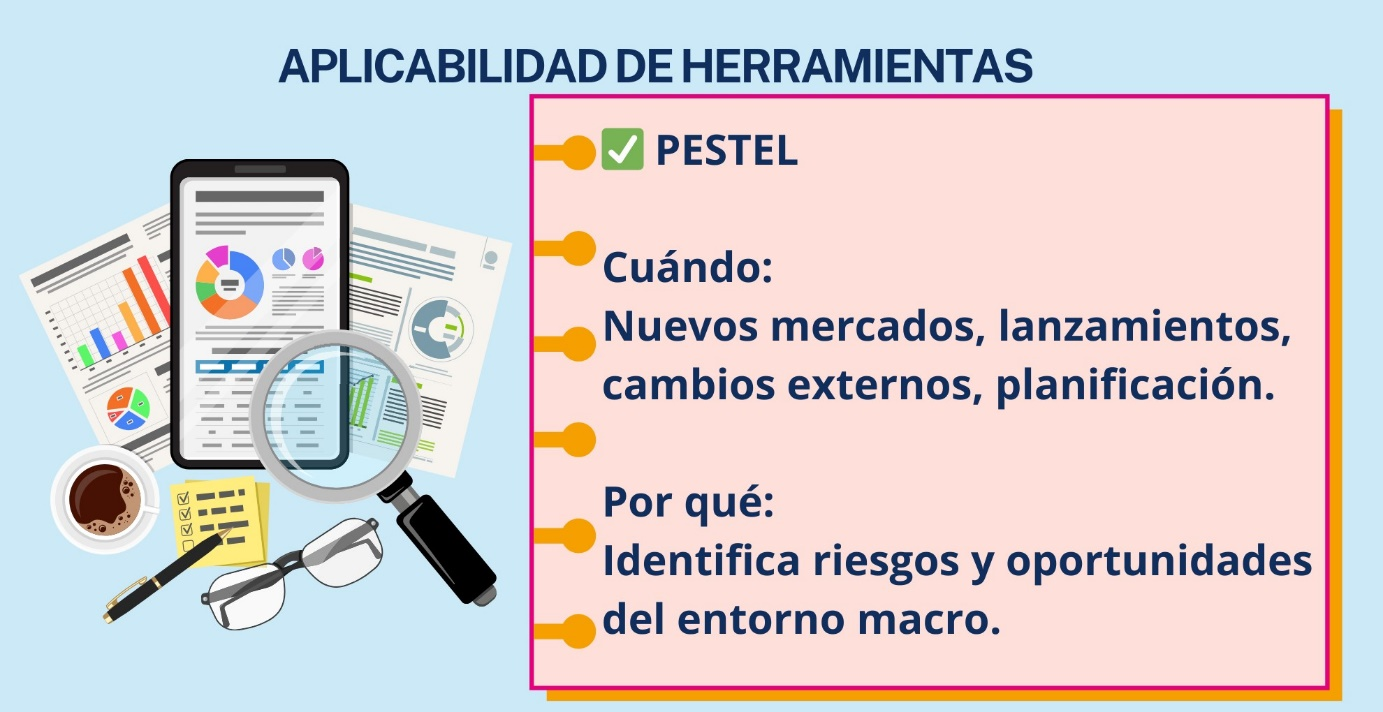 APLICABILIDAD DE HERRAMIENTAS
✅ PESTEL
Cuándo:
Nuevos mercados, lanzamientos,
cambios externos, planificación.
Por qué:
Identifica riesgos y oportunidades
del entorno macro.